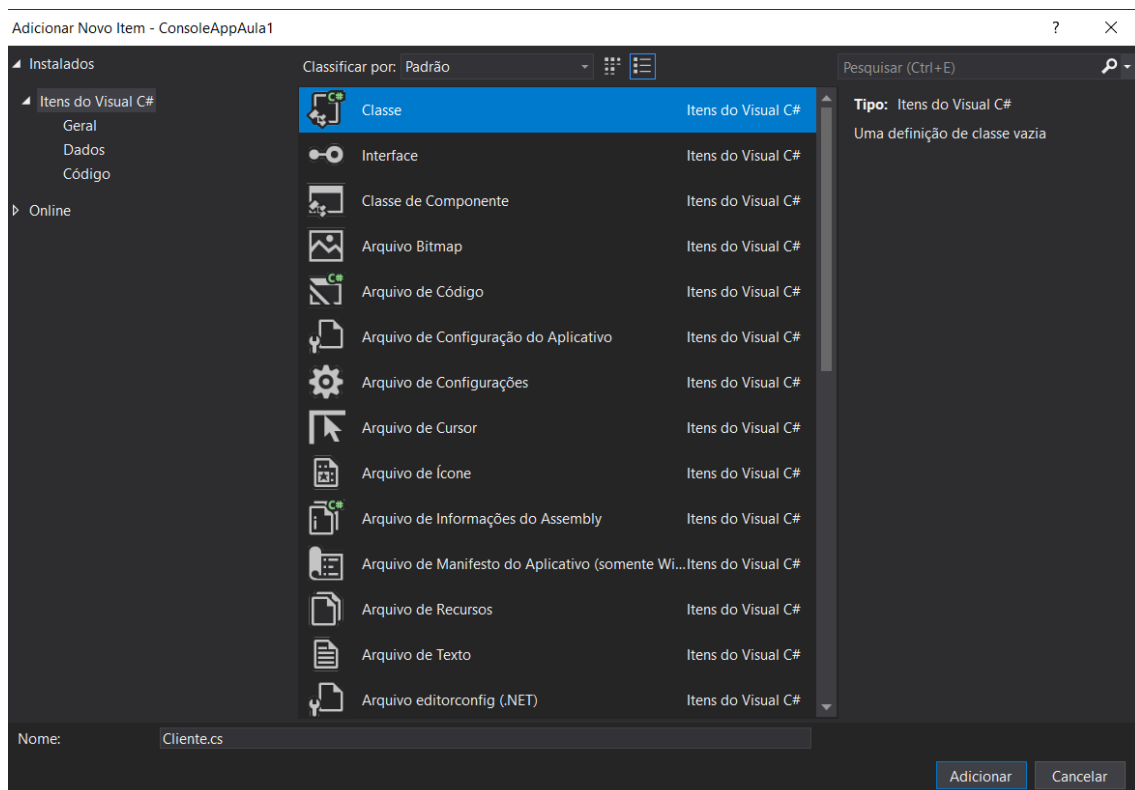 Adicionar Novo Item - ConsoleAppAula1
?
Instalados
Itens do Visual C#
Geral
Dados
Código
Online
Classificar por: Padrão
Classe Itens do Visual C#
Interface Itens do Visual C#
Classe de Componente Itens do Visual C#
Arquivo Bitmap Itens do Visual C#
Arquivo de Código Itens do Visual C#
Arquivo de Configuração do Aplicativo Itens do Visual C#
Arquivo de Configurações Itens do Visual C#
Arquivo de Cursor Itens do Visual C#
Arquivo de Ícone Itens do Visual C#
Arquivo de Informações do Assembly Itens do Visual C#
Arquivo de Manifesto do Aplicativo (somente Wi...Itens do Visual C#
Arquivo de Recursos Itens do Visual C#
Arquivo de Texto Itens do Visual C#
Arquivo editorconfig (.NET) Itens do Visual C#
Pesquisar (Ctrl+E)
Tipo: Itens do Visual C#
Uma definição de classe vazia
Nome: Cliente.cs
Adicionar Cancelar